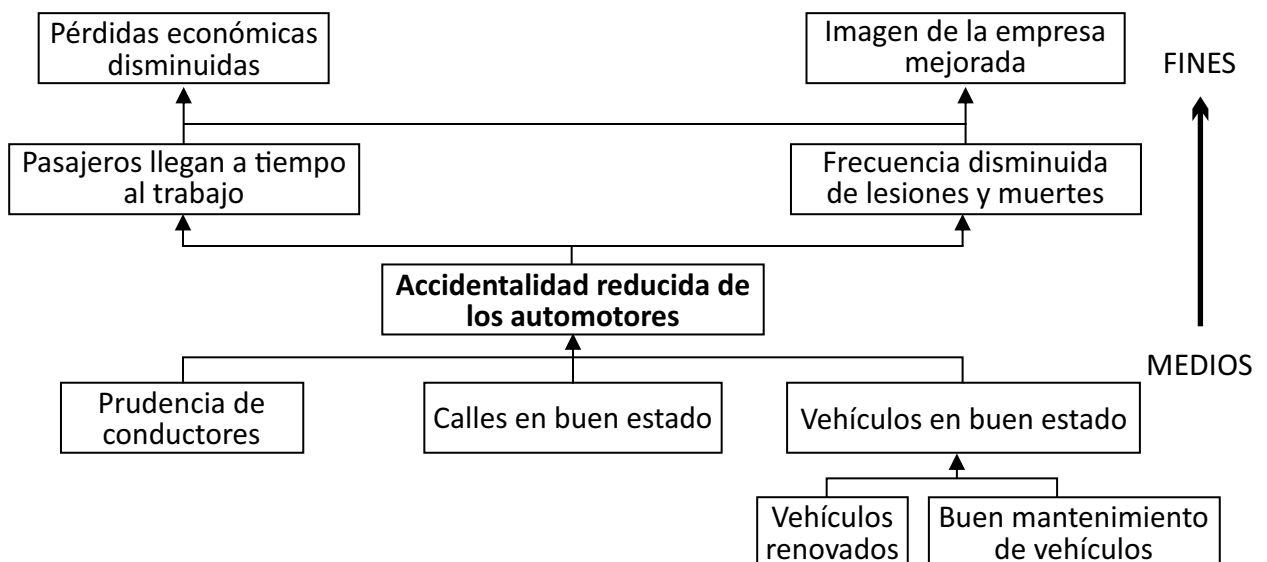 Pérdidas económicas
disminuidas
Imagen de la empresa
mejorada
FINES
Pasajeros llegan a tiempo
al trabajo
Frecuencia disminuida
de lesiones y muertes
Accidentalidad reducida de
los automotores
MEDIOS
Prudencia de
conductores
Calles en buen estado
Vehículos en buen estado
Vehículos
renovados
Buen mantenimiento
de vehículos